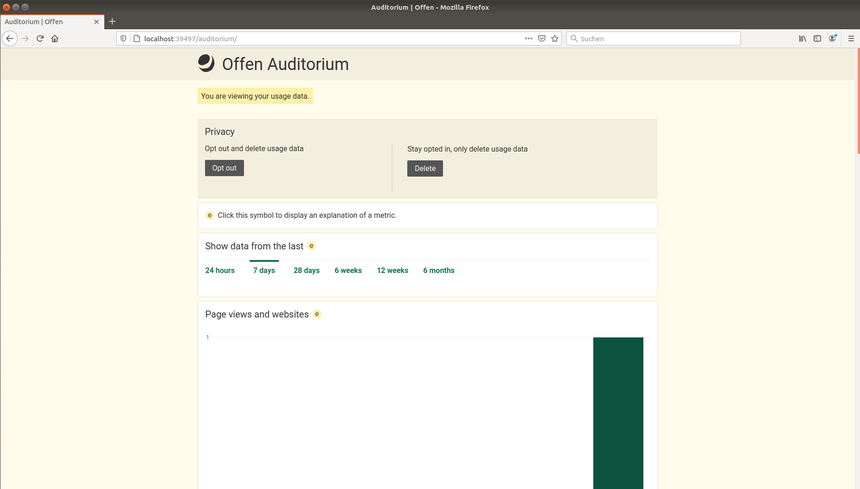 Auditorium | Offen - Mozilla Firefox
Auditorium | Offen
localhost:39497/auditorium/
Suchen
Offen Auditorium
You are viewing your usage data.
Privacy
Opt out and delete usage data
Opt out
Stay opted in, only delete usage data
Delete
e Click this symbol to display an explanation of a metric.
Show data from the last e
24 hours 7 days 28 days 6 weeks 12 weeks 6 months
Page views and websites e
1